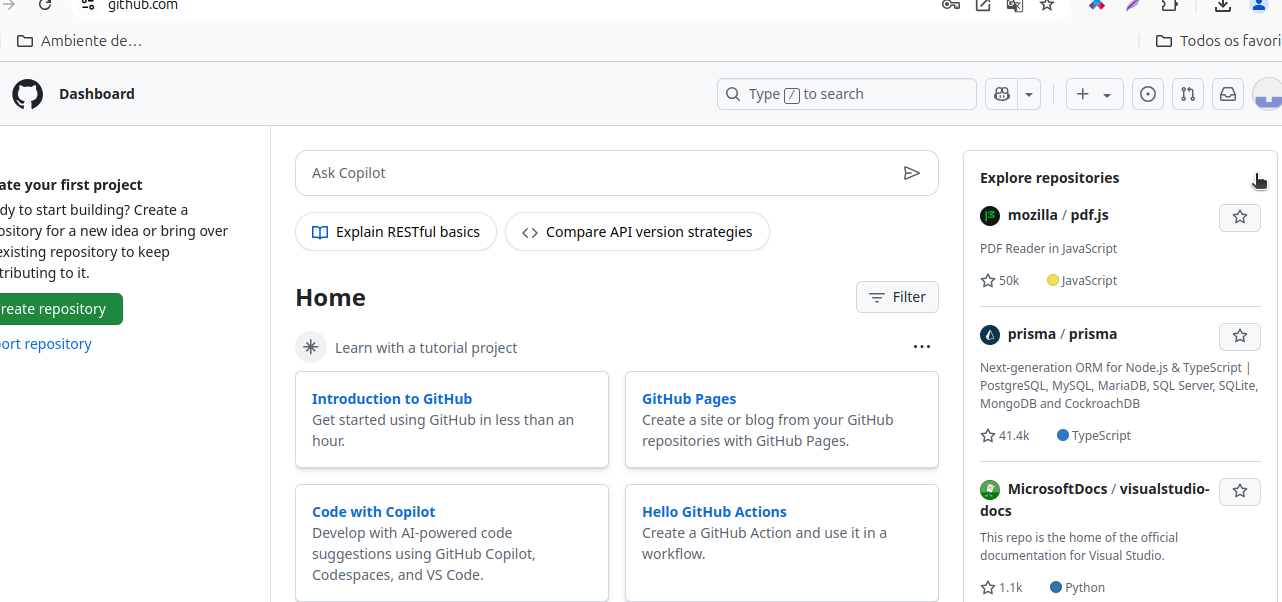 github.com
Ambiente de…
Todos os favori
Dashboard
Type / to search
ate your first project
dy to start building? Create a
ository for a new idea or bring over
existing repository to keep
tributing to it.
reate repository
ort repository
Ask Copilot
Explain RESTful basics
Compare API version strategies
Home
Filter
Learn with a tutorial project
Introduction to GitHub
Get started using GitHub in less than an
hour.
GitHub Pages
Create a site or blog from your GitHub
repositories with GitHub Pages.
Code with Copilot
Develop with AI-powered code
suggestions using GitHub Copilot,
Codespaces, and VS Code.
Hello GitHub Actions
Create a GitHub Action and use it in a
workflow.
Explore repositories
mozilla / pdf.js
PDF Reader in JavaScript
50k JavaScript
prisma / prisma
Next-generation ORM for Node.js & TypeScript |
PostgreSQL, MySQL, MariaDB, SQL Server, SQLite,
MongoDB and CockroachDB
41.4k TypeScript
MicrosoftDocs / visualstudio-
docs
This repo is the home of the official
documentation for Visual Studio.
1.1k Python